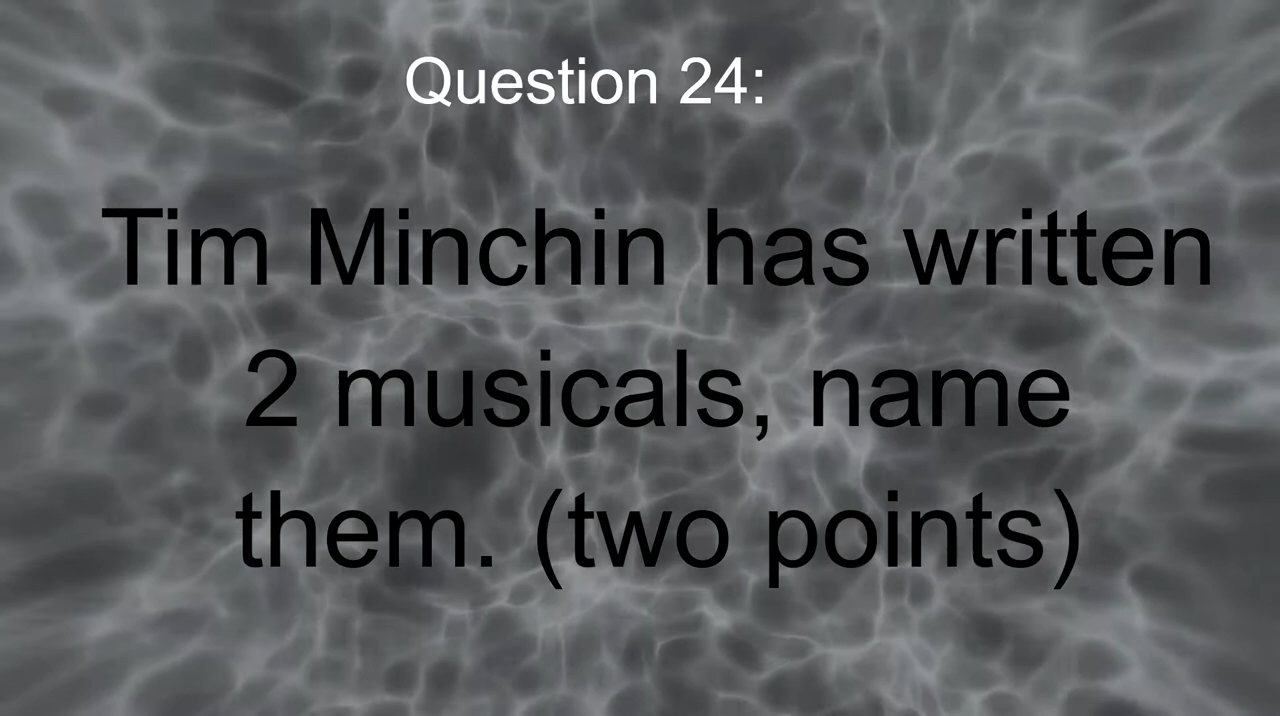 Question 24:
Tim Minchin has written
2 musicals, name
them. (two points)